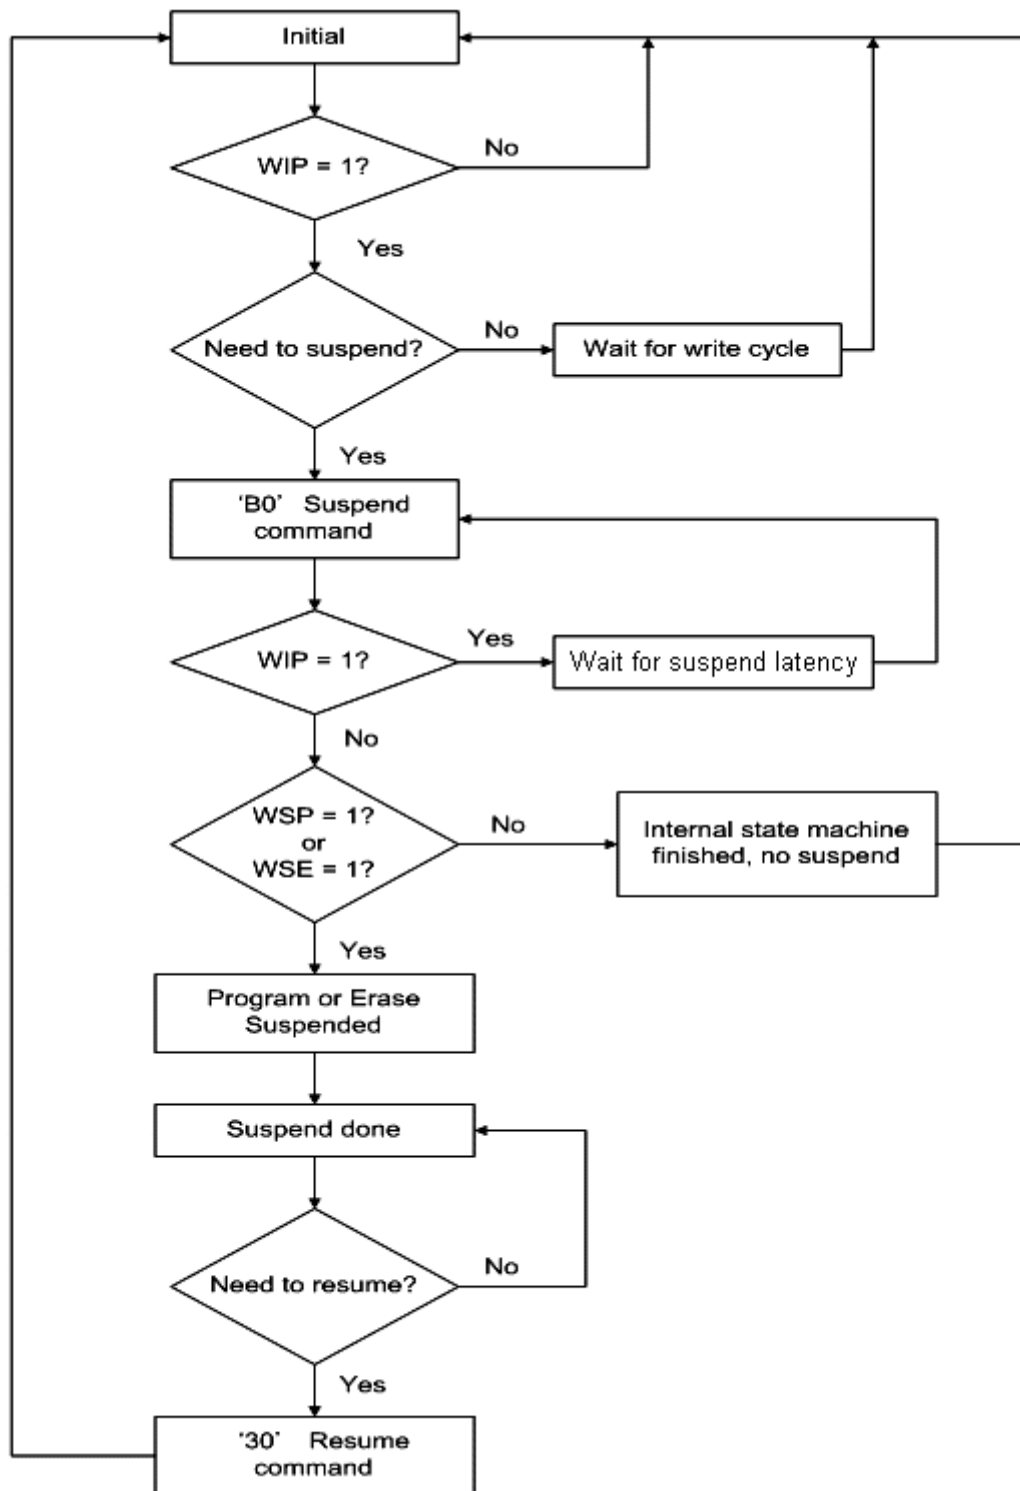 Initial
WIP = 1?
No
Yes
Need to suspend?
No
Wait for write cycle
Yes
‘B0’ Suspend
command
WIP = 1?
Yes
Wait for suspend latency
No
WSP = 1?
or
WSE = 1?
No
Internal state machine
finished, no suspend
Yes
Program or Erase
Suspended
Suspend done
Need to resume?
No
Yes
‘30’ Resume
command